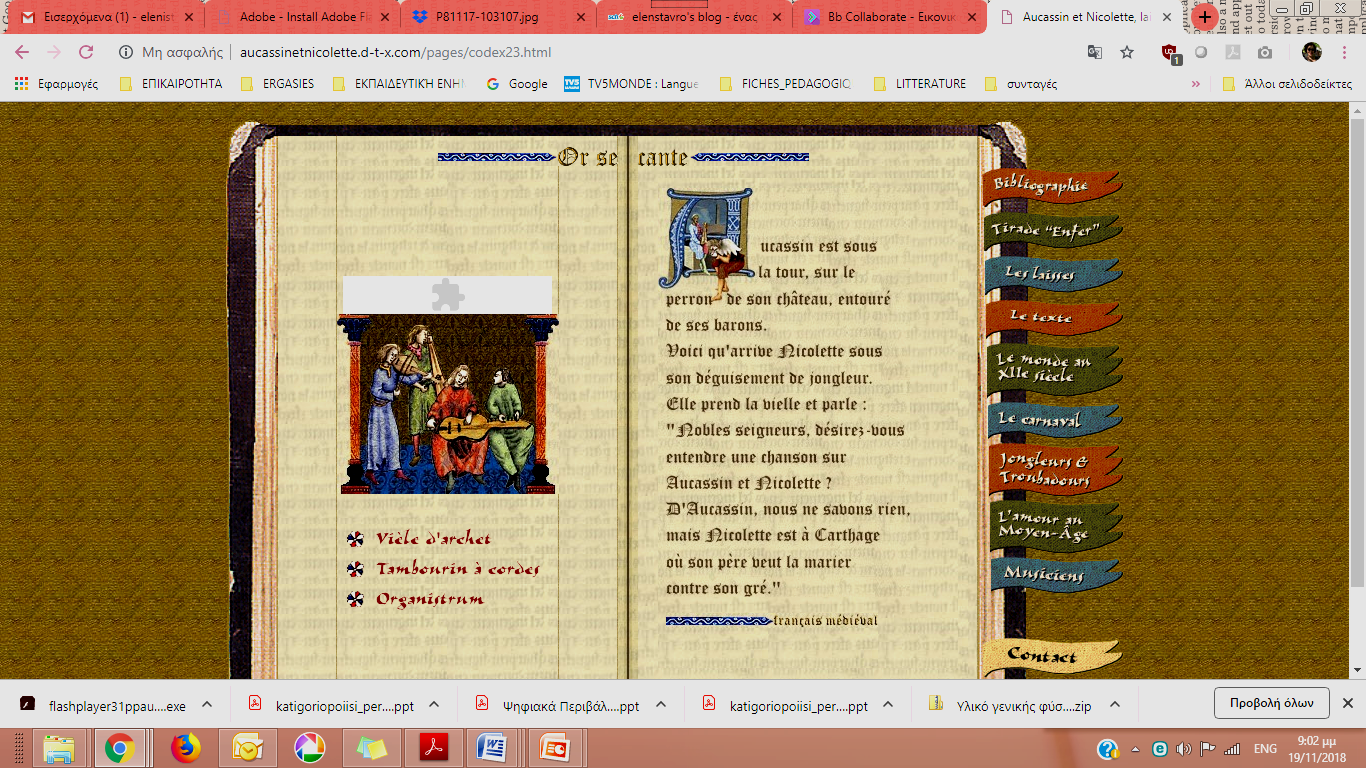 Εισερχόμενα (1) - elenist
Adobe - Install Adobe Fl
P81117-103107.jpg
elenstavro's blog - ένας
Bb Collaborate - Εικονικ
Aucassin et Nicolette, la
Μη ασφαλής
aucassinetnicolette.d-t-x.com/pages/codex23.html
Εφαρμογές
ΕΠΙΚΑΙΡΟΤΗΤΑ
ERGASIES
ΕΚΠΑΙΔΕΥΤΙΚΗ ΕΝΗΜ
Google
TV5MONDE : Langue
FICHES_PEDAGOGIQ
LITTERATURE
συνταγές
»
Άλλοι σελιδοδείκτες
Or se cante
Aucassin est sous
la tour, sur le
perron de son château, entouré
de ses barons.
Voici qu'arrive Nicolette sous
son déguisement de jongleur.
Elle prend la vielle et parle :
"Nobles seigneurs, désirez-vous
entendre une chanson sur
Aucassin et Nicolette ?
D'Aucassin, nous ne savons rien,
mais Nicolette est à Carthage
où son père veut la marier
contre son gré."
français médiéval
Vièle d'archet
Tambourin à cordes
Organistrum
Bibliographie
Tirade "Enfer"
Les laisses
Le texte
Le monde au
XIIe siècle
Le carnaval
Jongleurs &
Troubadours
L'amour au
Moyen-Âge
Musiciens
Contact
flashplayer31ppau....exe
katigoriopoiisi_per....ppt
Ψηφιακά Περιβάλ....ppt
katigoriopoiisi_per....ppt
Υλικό γενικής φύσ....zip
Προβολή όλων
ENG
9:02 μμ
19/11/2018